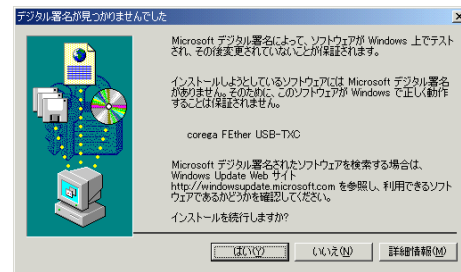 デジタル署名が見つかりませんでした
Microsoft デジタル署名によって、ソフトウェアが Windows 上でテスト
され、その後変更されていないことが保証されます。
インストールしようとしているソフトウェアには Microsoft デジタル署名
がありません。そのために、このソフトウェアが Windows で正しく動作
することは保証されません。
corega FEther USB-TXC
Microsoft デジタル署名されたソフトウェアを検索する場合は、
Windows Update Web サイト
http://windowsupdate.microsoft.com を参照し、利用できるソフト
ウェアであるかどうかを確認してください。
インストールを続行しますか?
はい(Y) いいえ(N) 詳細情報(M)